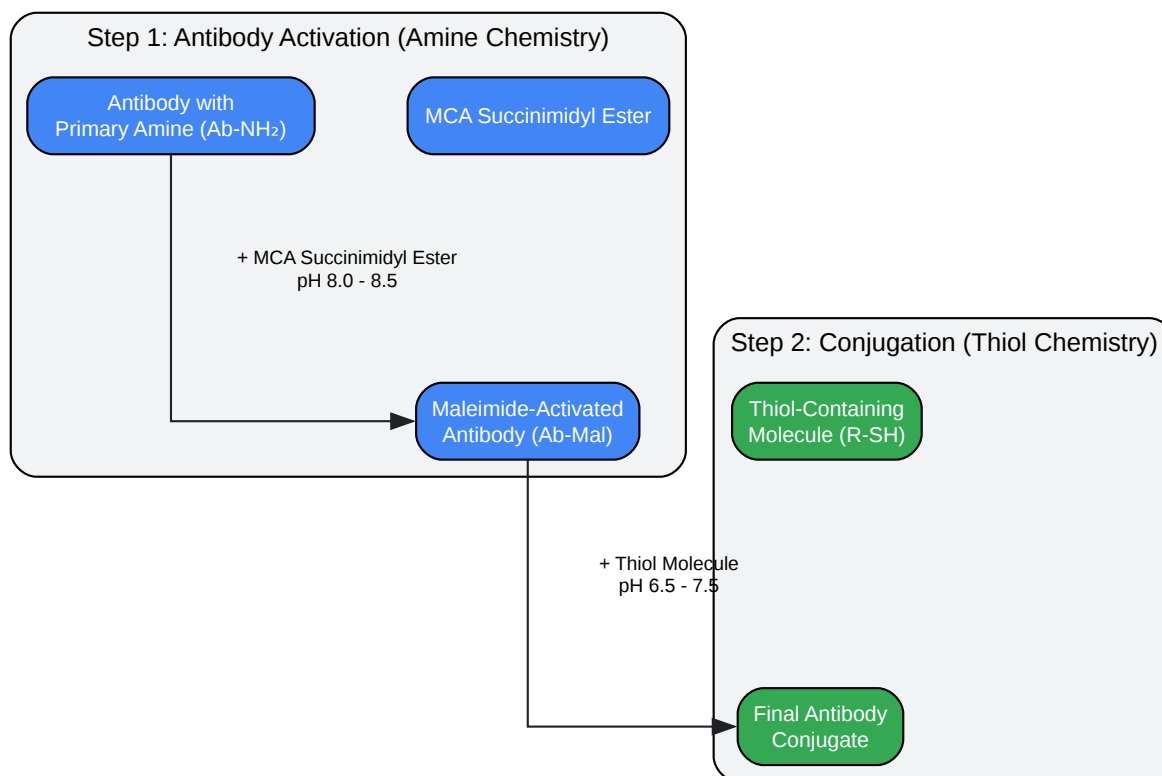 Step 1: Antibody Activation (Amine Chemistry)
Antibody with
Primary Amine (Ab-NH₂)
MCA Succinimidyl Ester
+ MCA Succinimidyl Ester
pH 8.0 - 8.5
Maleimide-Activated
Antibody (Ab-Mal)
Step 2: Conjugation (Thiol Chemistry)
Thiol-Containing
Molecule (R-SH)
+ Thiol Molecule
pH 6.5 - 7.5
Final Antibody
Conjugate